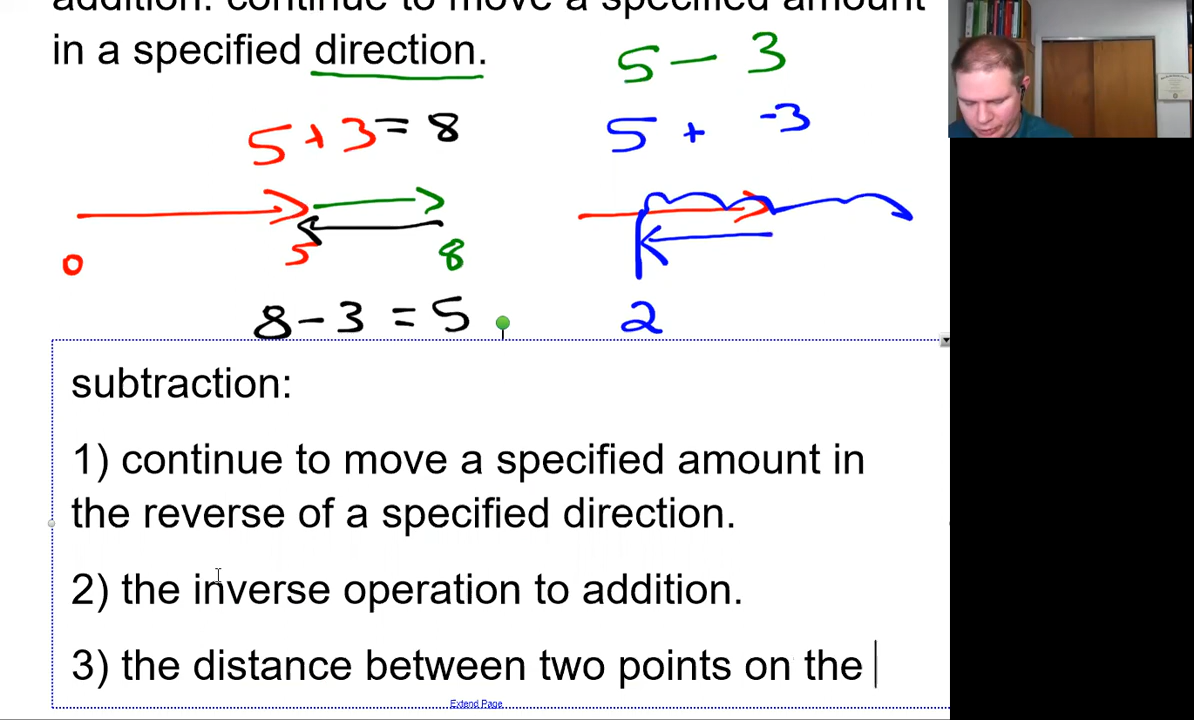 addition: continue to move a specified amount
in a specified direction.
5 - 3
5 + 3 = 8
5 + -3
0
5
8
2
8 - 3 = 5
subtraction:
1) continue to move a specified amount in
the reverse of a specified direction.
2) the inverse operation to addition.
3) the distance between two points on the
Extend Page